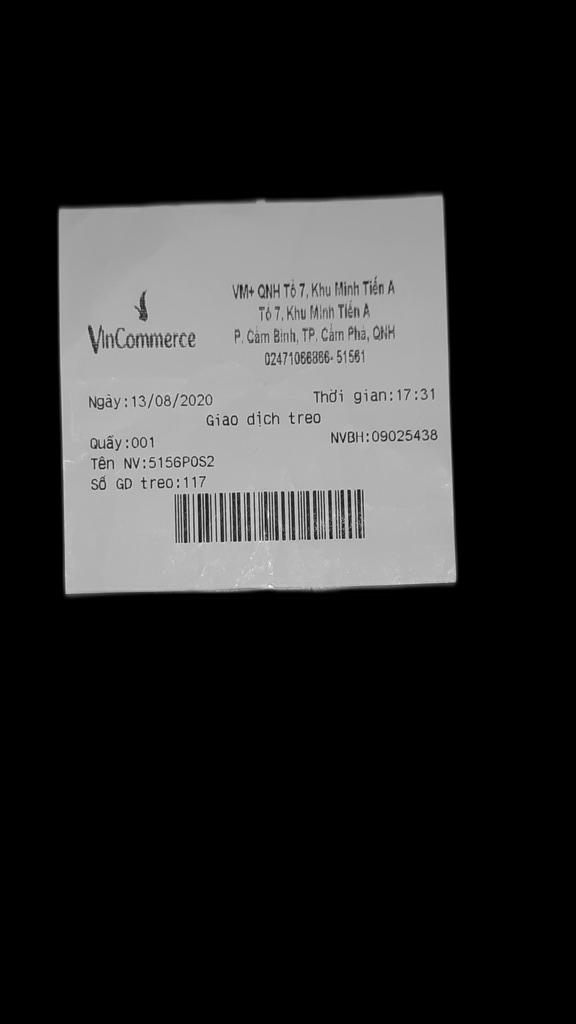 VM+ QNH Tổ 7, Khu Minh Tiến A
Tổ 7, Khu Minh Tiến A
VinCommerce
P. Cẩm Bình, TP. Cẩm Phả, QNH
02471066866- 51561
Ngày:13/08/2020 Thời gian:17:31
Giao dịch treo
Quầy:001 NVBH:09025438
Tên NV:5156POS2
Số GD treo:117